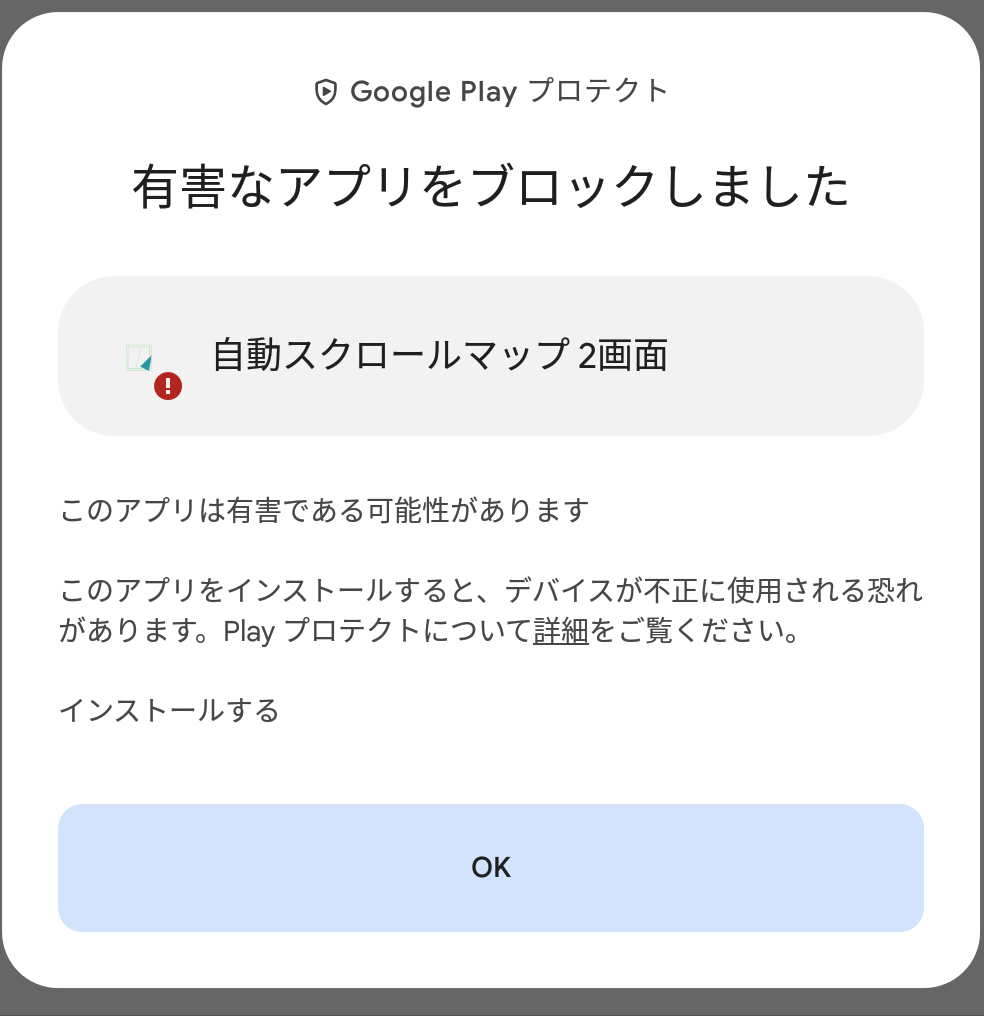 Google Play プロテクト
有害なアプリをブロックしました
自動スクロールマップ 2画面
このアプリは有害である可能性があります
このアプリをインストールすると、デバイスが不正に使用される恐れ
があります。Play プロテクトについて詳細をご覧ください。
インストールする
OK